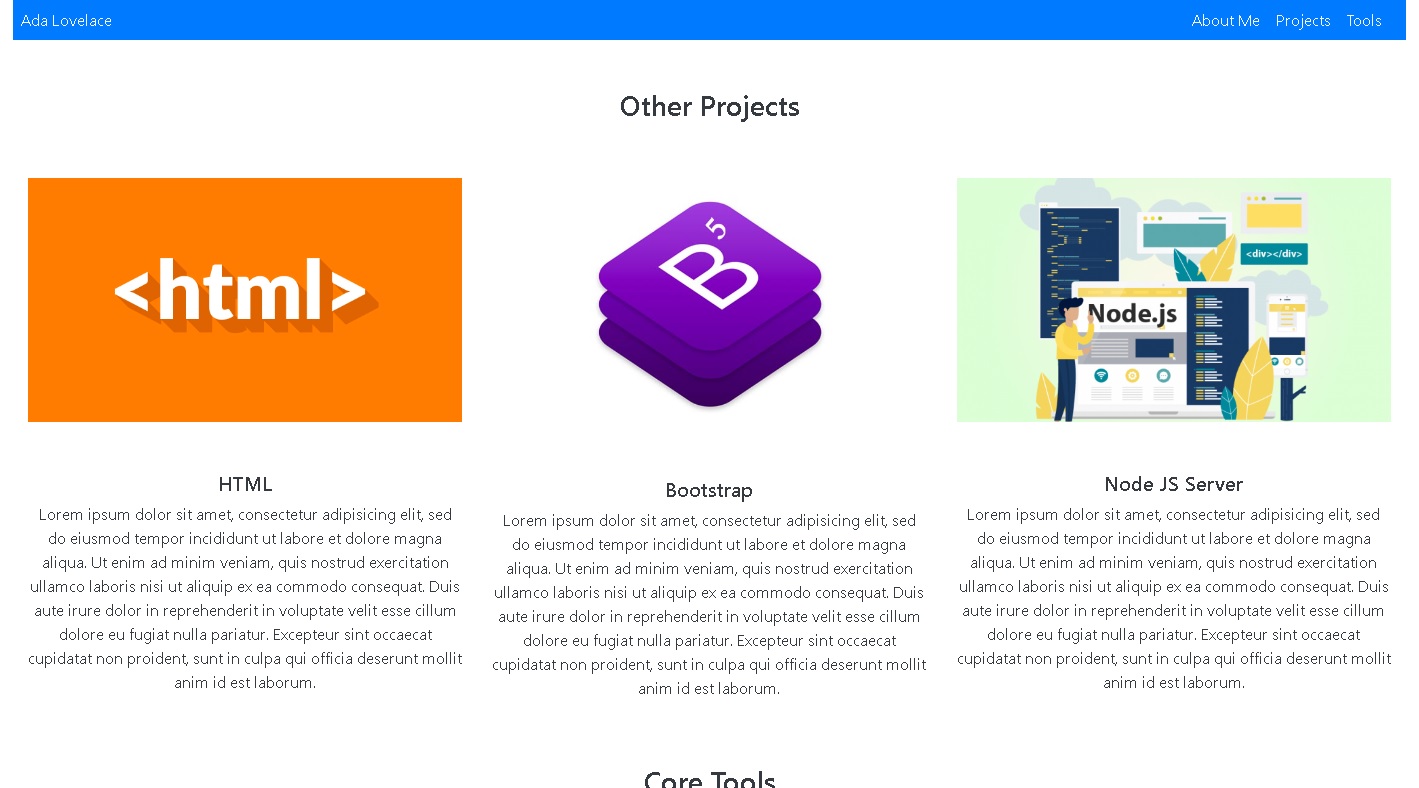 Ada Lovelace
About Me Projects Tools
Other Projects
<html>
B5
<div></div>
Node.js
HTML
Lorem ipsum dolor sit amet, consectetur adipisicing elit, sed
do eiusmod tempor incididunt ut labore et dolore magna
aliqua. Ut enim ad minim veniam, quis nostrud exercitation
ullamco laboris nisi ut aliquip ex ea commodo consequat. Duis
aute irure dolor in reprehenderit in voluptate velit esse cillum
dolore eu fugiat nulla pariatur. Excepteur sint occaecat
cupidatat non proident, sunt in culpa qui officia deserunt mollit
anim id est laborum.
Bootstrap
Lorem ipsum dolor sit amet, consectetur adipisicing elit, sed
do eiusmod tempor incididunt ut labore et dolore magna
aliqua. Ut enim ad minim veniam, quis nostrud exercitation
ullamco laboris nisi ut aliquip ex ea commodo consequat. Duis
aute irure dolor in reprehenderit in voluptate velit esse cillum
dolore eu fugiat nulla pariatur. Excepteur sint occaecat
cupidatat non proident, sunt in culpa qui officia deserunt mollit
anim id est laborum.
Node JS Server
Lorem ipsum dolor sit amet, consectetur adipisicing elit, sed
do eiusmod tempor incididunt ut labore et dolore magna
aliqua. Ut enim ad minim veniam, quis nostrud exercitation
ullamco laboris nisi ut aliquip ex ea commodo consequat. Duis
aute irure dolor in reprehenderit in voluptate velit esse cillum
dolore eu fugiat nulla pariatur. Excepteur sint occaecat
cupidatat non proident, sunt in culpa qui officia deserunt mollit
anim id est laborum.
Core Tools